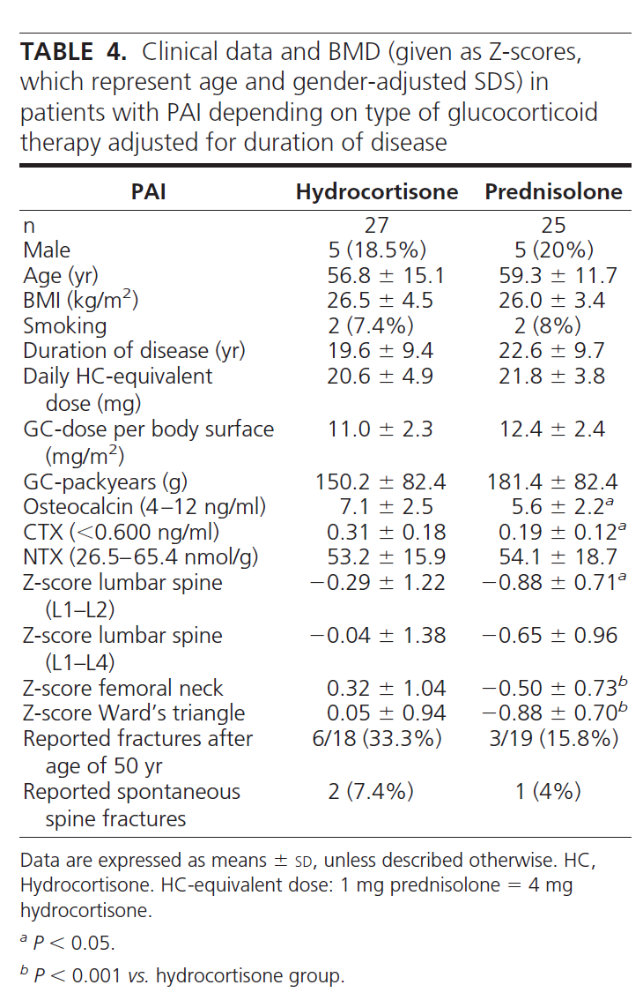 TABLE 4. Clinical data and BMD (given as Z-scores,
which represent age and gender-adjusted SDS) in
patients with PAI depending on type of glucocorticoid
therapy adjusted for duration of disease
PAI Hydrocortisone Prednisolone
n 27 25
Male 5 (18.5%) 5 (20%)
Age (yr) 56.8 ± 15.1 59.3 ± 11.7
BMI (kg/m²) 26.5 ± 4.5 26.0 ± 3.4
Smoking 2 (7.4%) 2 (8%)
Duration of disease (yr) 19.6 ± 9.4 22.6 ± 9.7
Daily HC-equivalent 20.6 ± 4.9 21.8 ± 3.8
dose (mg)
GC-dose per body surface 11.0 ± 2.3 12.4 ± 2.4
(mg/m²)
GC-packyears (g) 150.2 ± 82.4 181.4 ± 82.4
Osteocalcin (4–12 ng/ml) 7.1 ± 2.5 5.6 ± 2.2ᵃ
CTX (<0.600 ng/ml) 0.31 ± 0.18 0.19 ± 0.12ᵃ
NTX (26.5–65.4 nmol/g) 53.2 ± 15.9 54.1 ± 18.7
Z-score lumbar spine −0.29 ± 1.22 −0.88 ± 0.71ᵃ
(L1–L2)
Z-score lumbar spine −0.04 ± 1.38 −0.65 ± 0.96
(L1–L4)
Z-score femoral neck 0.32 ± 1.04 −0.50 ± 0.73ᵇ
Z-score Ward's triangle 0.05 ± 0.94 −0.88 ± 0.70ᵇ
Reported fractures after 6/18 (33.3%) 3/19 (15.8%)
age of 50 yr
Reported spontaneous 2 (7.4%) 1 (4%)
spine fractures
Data are expressed as means ± SD, unless described otherwise. HC,
Hydrocortisone. HC-equivalent dose: 1 mg prednisolone = 4 mg
hydrocortisone.
ᵃ P < 0.05.
ᵇ P < 0.001 vs. hydrocortisone group.